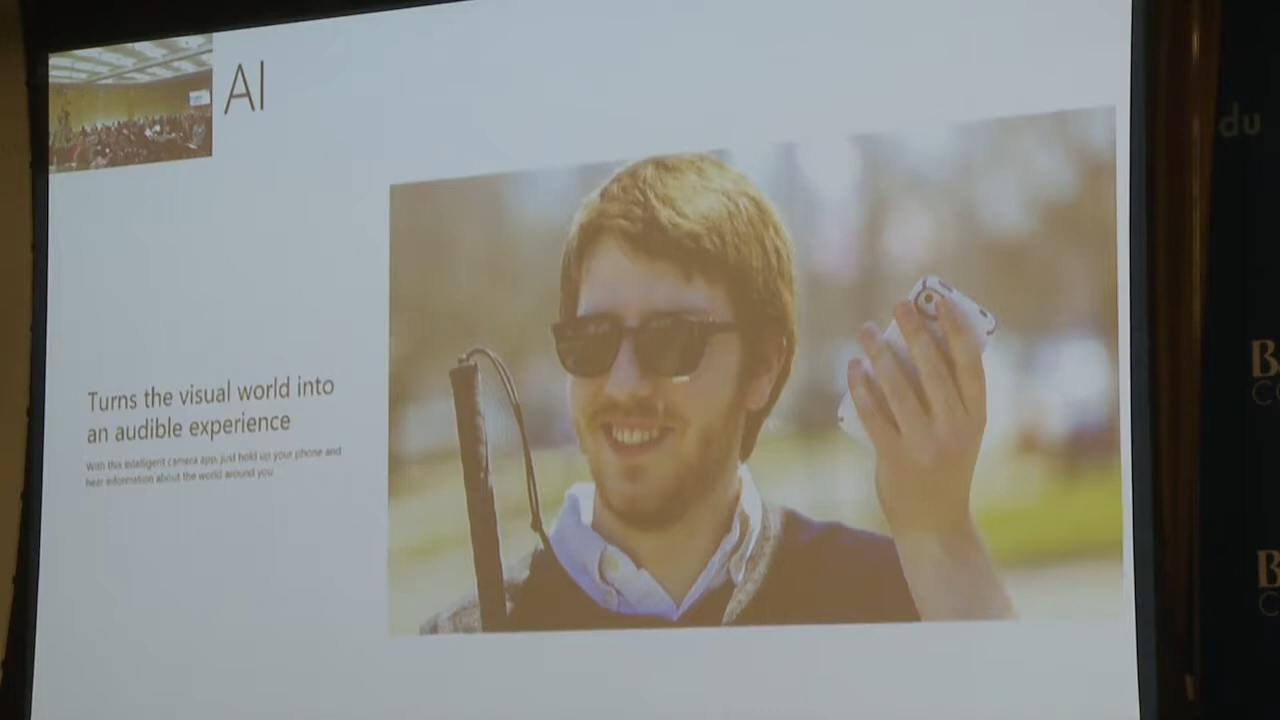 AI
du
Turns the visual world into
an audible experience
With this intelligent camera app, just hold up your phone and
hear information about the world around you
B
C
B
C